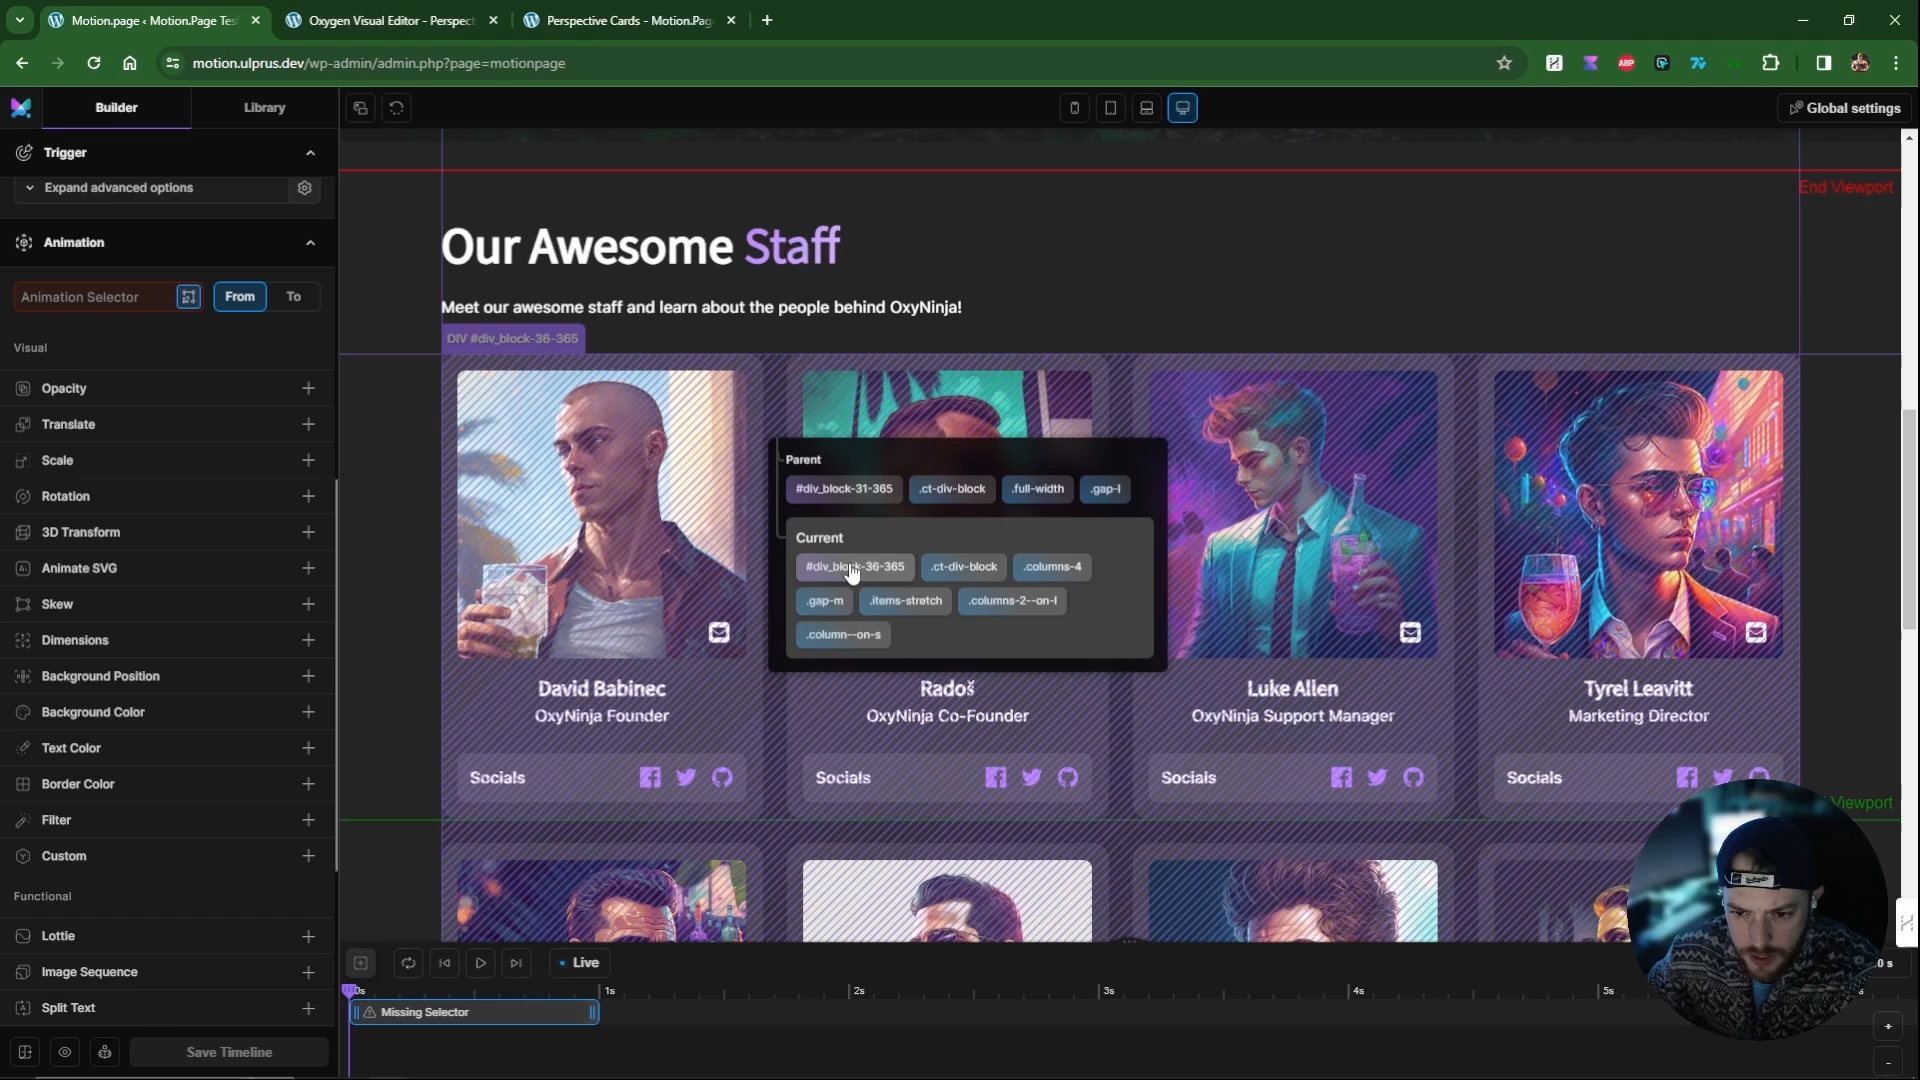 Motion.page ‹ Motion.Page Tes
Oxygen Visual Editor - Perspect
Perspective Cards - Motion.Pag
motion.ulprus.dev/wp-admin/admin.php?page=motionpage
ABP
Builder
Library
Global settings
Trigger
Expand advanced options
Animation
Animation Selector
From
To
Visual
Opacity
Translate
Scale
Rotation
3D Transform
Animate SVG
Skew
Dimensions
Background Position
Background Color
Text Color
Border Color
Filter
Custom
Functional
Lottie
Image Sequence
Split Text
Save Timeline
End Viewport
Our Awesome Staff
Meet our awesome staff and learn about the people behind OxyNinja!
DIV #div_block-36-365
Parent
#div_block-31-365
.ct-div-block
.full-width
.gap-l
Current
#div_block-36-365
.ct-div-block
.columns-4
.gap-m
.items-stretch
.columns-2--on-l
.column--on-s
David Babinec
OxyNinja Founder
Radoš
OxyNinja Co-Founder
Luke Allen
OxyNinja Support Manager
Tyrel Leavitt
Marketing Director
Socials
Socials
Socials
Socials
Viewport
Live
0 s
0s
1s
2s
3s
4s
5s
Missing Selector